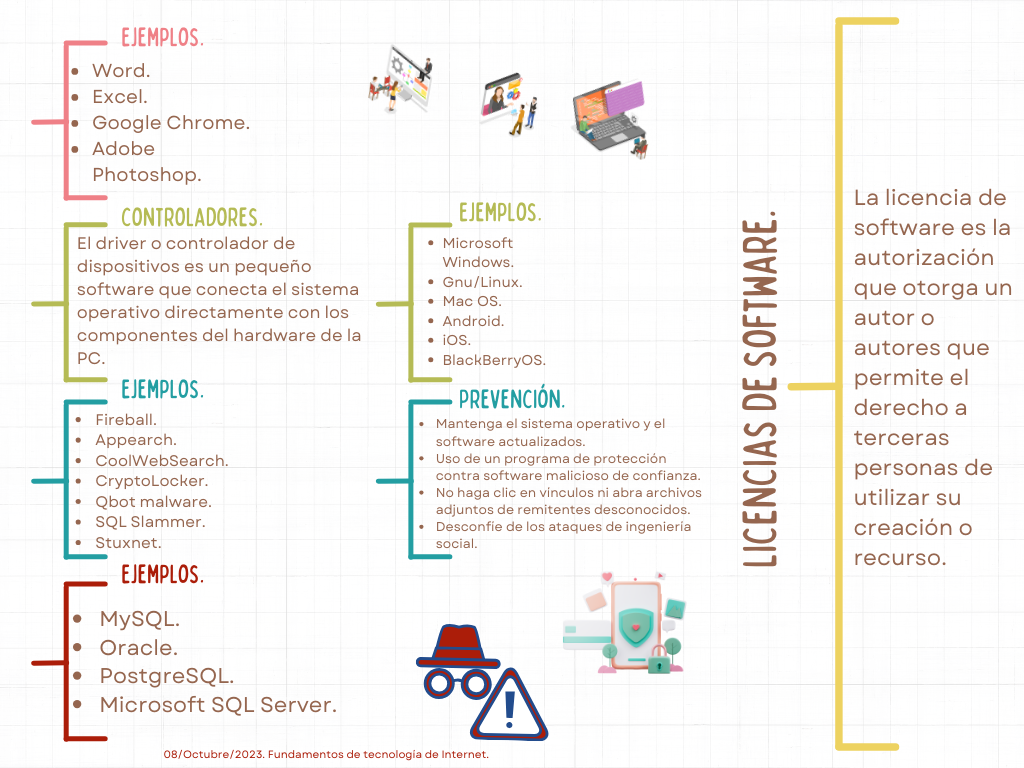 EJEMPLOS.
Word.
Excel.
Google Chrome.
Adobe
Photoshop.
CONTROLADORES.
El driver o controlador de
dispositivos es un pequeño
software que conecta el sistema
operativo directamente con los
componentes del hardware de la
PC.
EJEMPLOS.
Microsoft
Windows.
Gnu/Linux.
Mac OS.
Android.
iOS.
BlackBerryOS.
EJEMPLOS.
Fireball.
Appearch.
CoolWebSearch.
CryptoLocker.
Qbot malware.
SQL Slammer.
Stuxnet.
PREVENCIÓN.
Mantenga el sistema operativo y el
software actualizados.
Uso de un programa de protección
contra software malicioso de confianza.
No haga clic en vínculos ni abra archivos
adjuntos de remitentes desconocidos.
Desconfíe de los ataques de ingeniería
social.
EJEMPLOS.
MySQL.
Oracle.
PostgreSQL.
Microsoft SQL Server.
LICENCIAS DE SOFTWARE.
La licencia de
software es la
autorización
que otorga un
autor o
autores que
permite el
derecho a
terceras
personas de
utilizar su
creación o
recurso.
08/Octubre/2023. Fundamentos de tecnología de Internet.